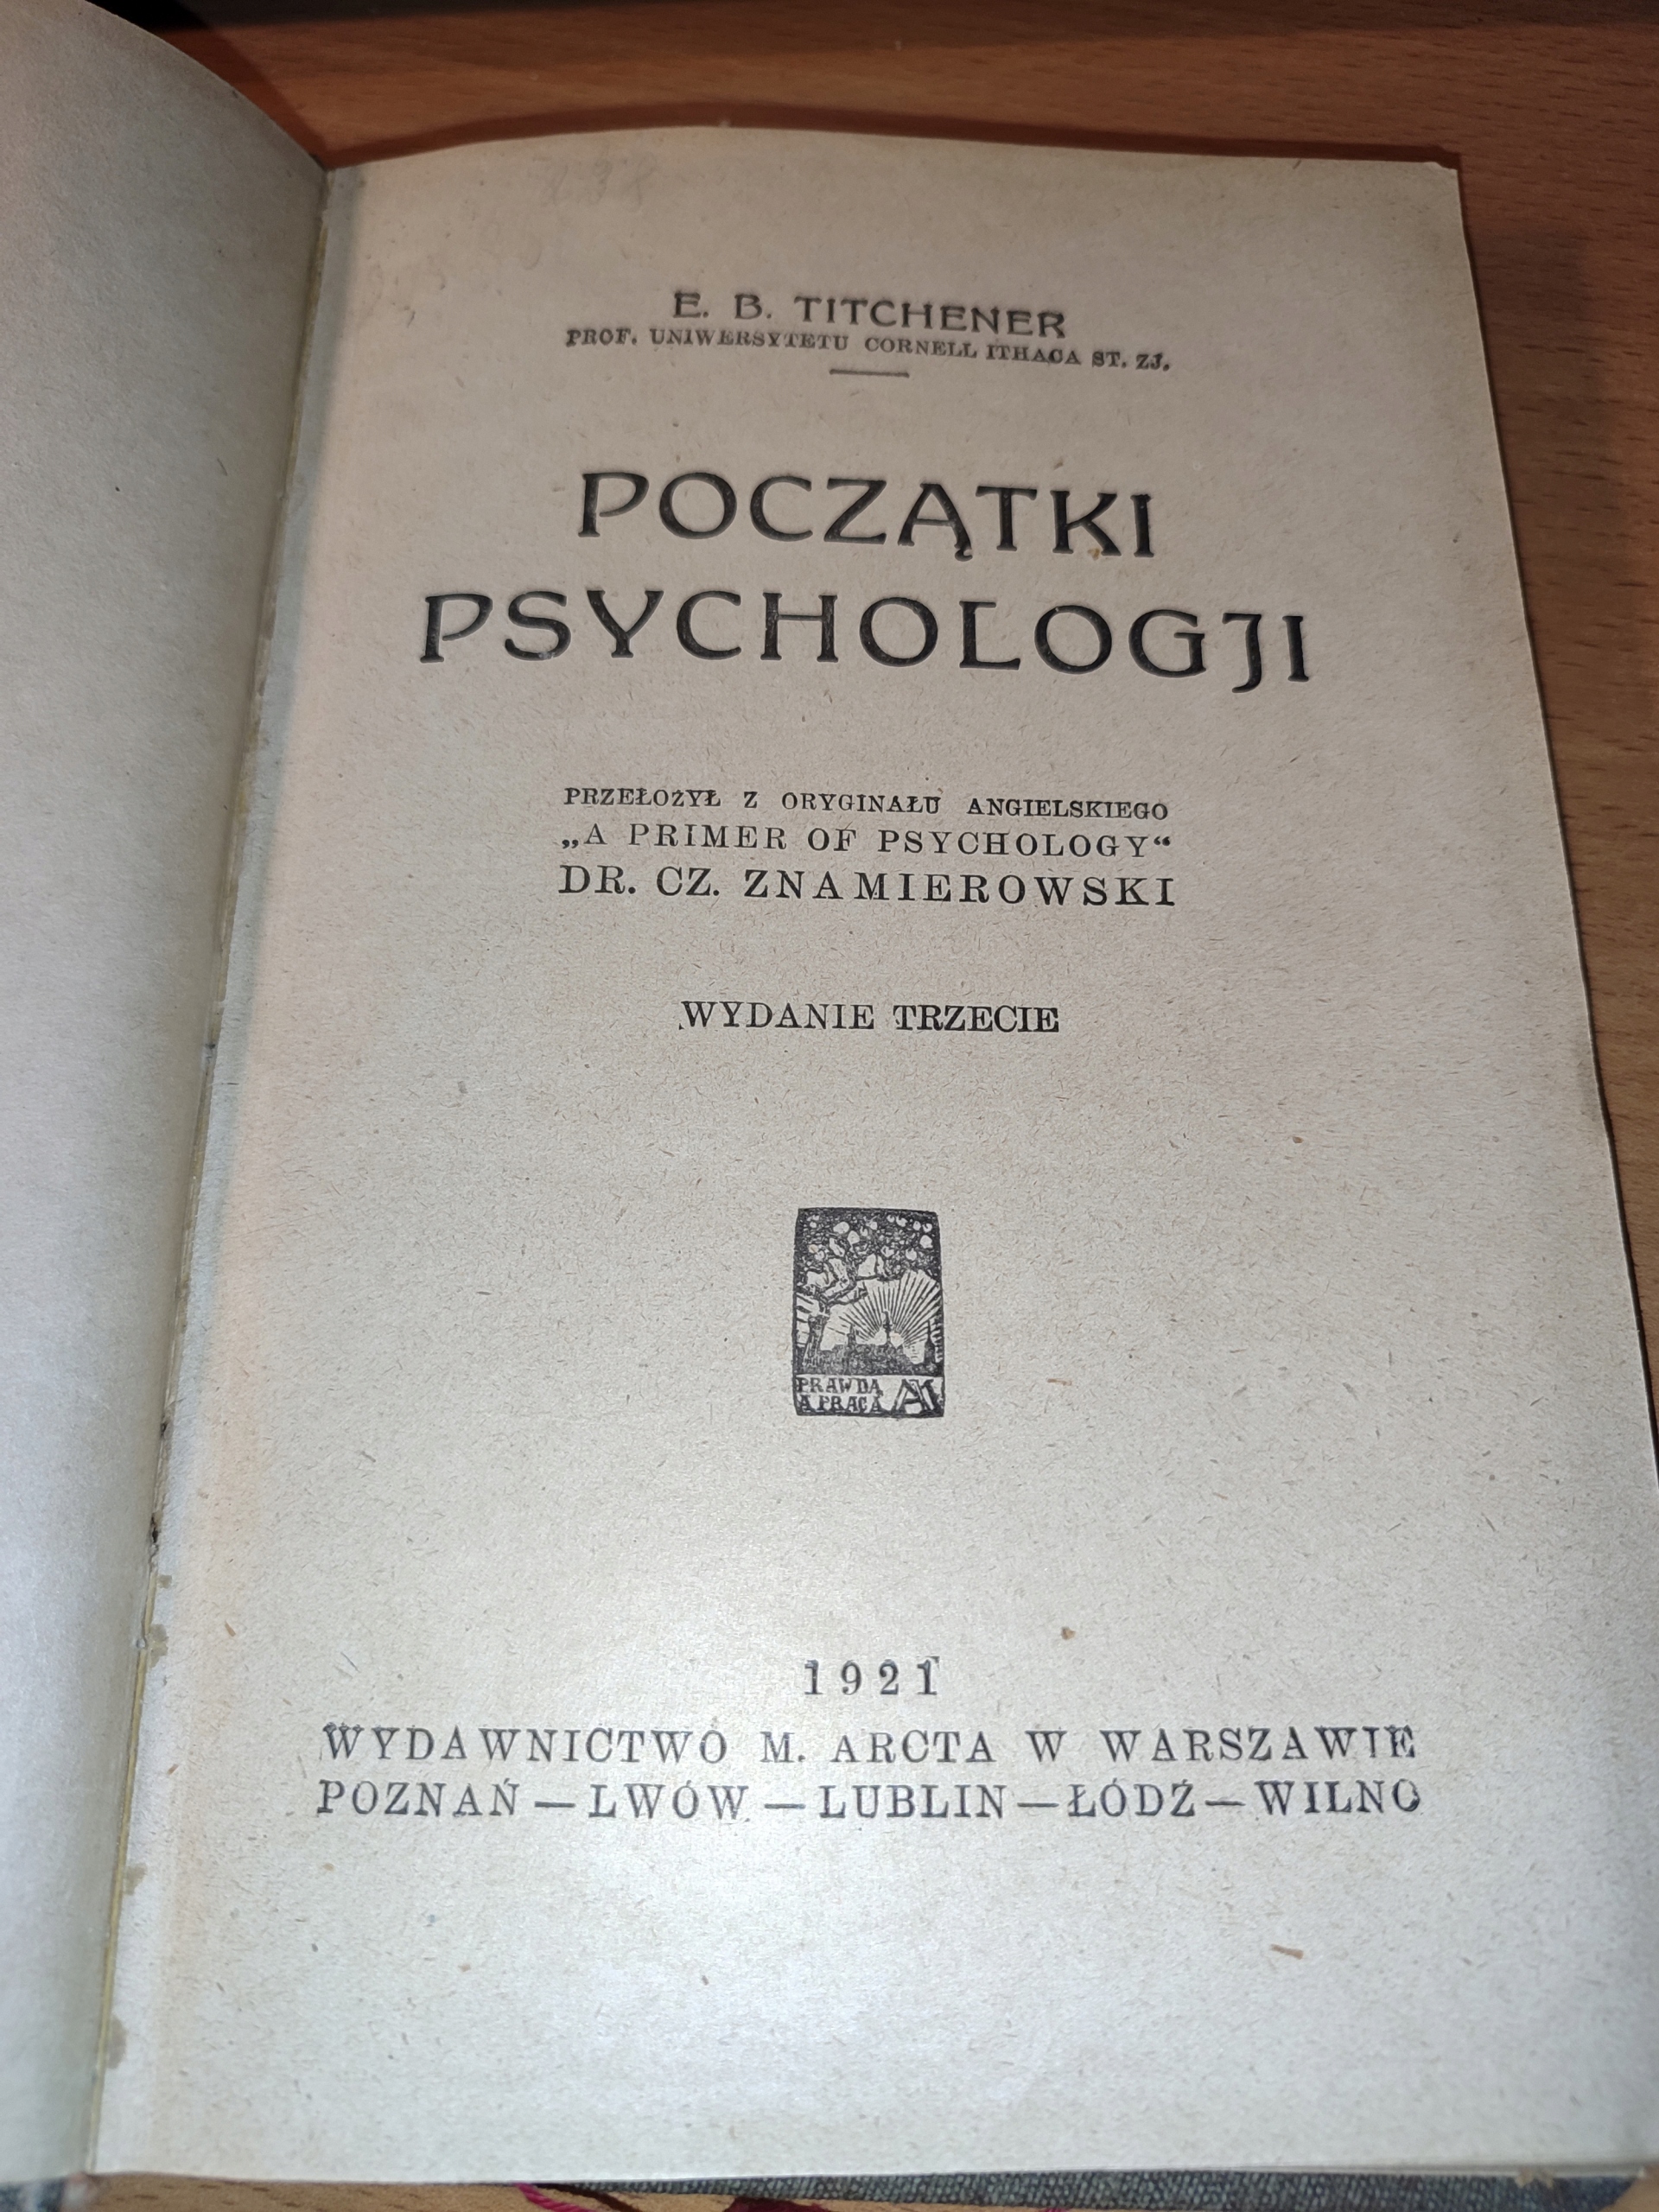 E. B. TITCHENER
PROF. UNIWERSYTETU CORNELL ITHACA ST. ZJ.
POCZĄTKI
PSYCHOLOGJI
PRZEŁOŻYŁ Z ORYGINAŁU ANGIELSKIEGO
„A PRIMER OF PSYCHOLOGY“
DR. CZ. ZNAMIEROWSKI
WYDANIE TRZECIE
PRAWDĄ
A PRACĄ AM
1921
WYDAWNICTWO M. ARCTA W WARSZAWIE
POZNAŃ — LWÓW — LUBLIN — ŁÓDŹ — WILNO